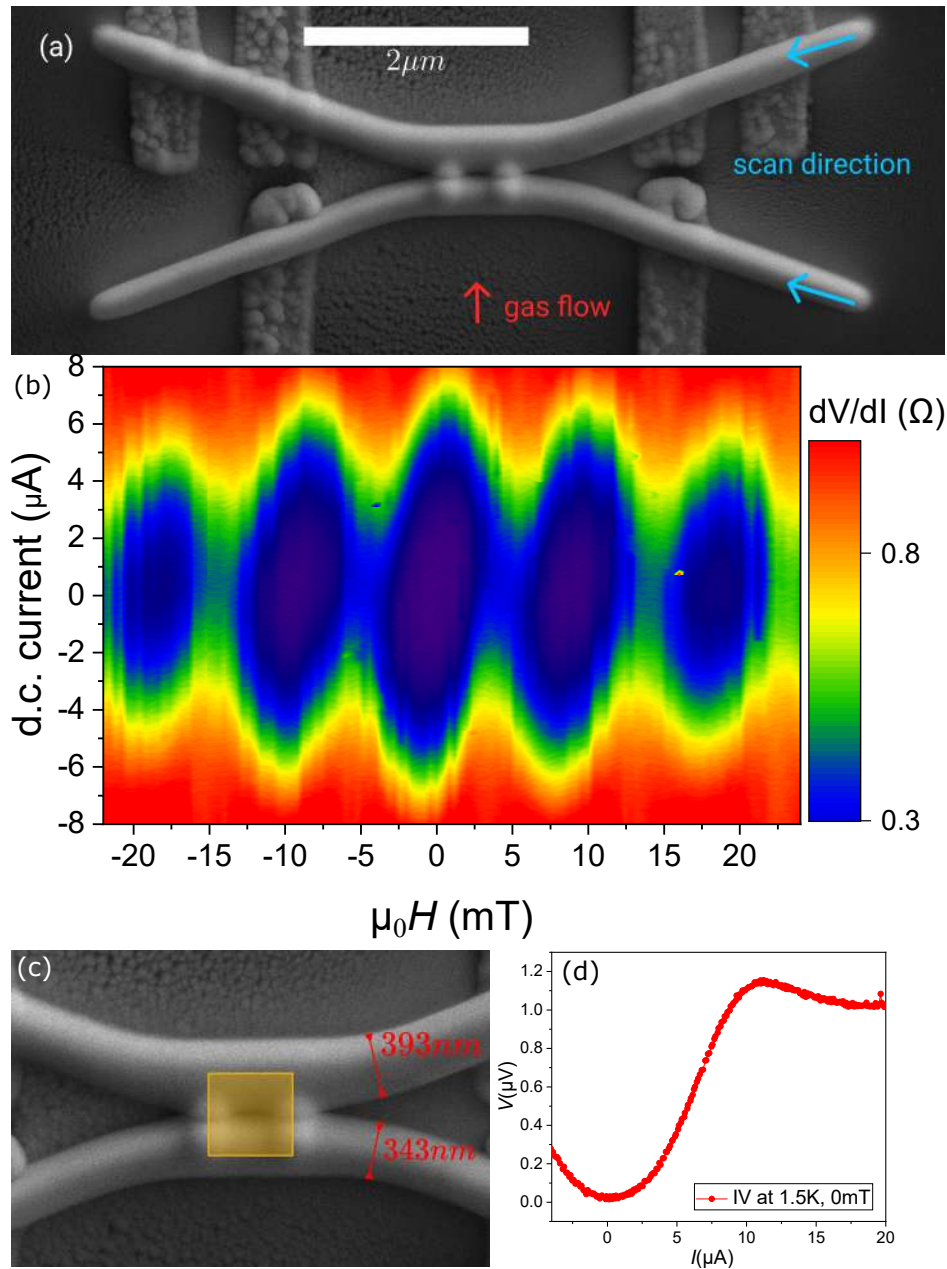 (a)
2μm
scan direction
gas flow
(b)
8
6
4
2
0
-2
-4
-6
-8
d.c. current (μA)
-20
-15
-10
-5
0
5
10
15
20
μ₀H (mT)
dV/dI (Ω)
0.8
0.3
(c)
393nm
343nm
(d)
1.2
1.0
0.8
0.6
0.4
0.2
0.0
V(μV)
IV at 1.5K, 0mT
0
5
10
15
20
I(μA)